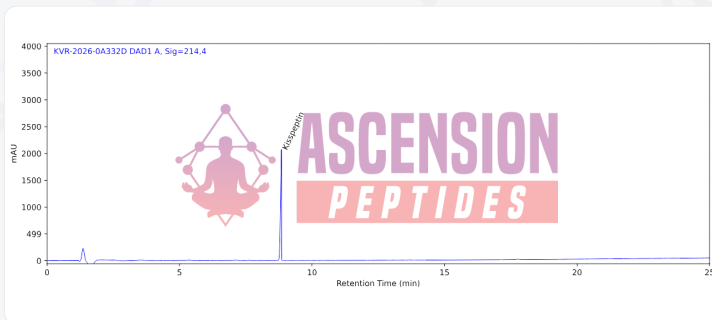 KVR-2026-0A332D DAD1 A, Sig=214.4
4000
3500
3000
2500
2000
1500
1000
499
0
mAU
Kisspeptin
ASCENSION
PEPTIDES
0 5 10 15 20 25
Retention Time (min)